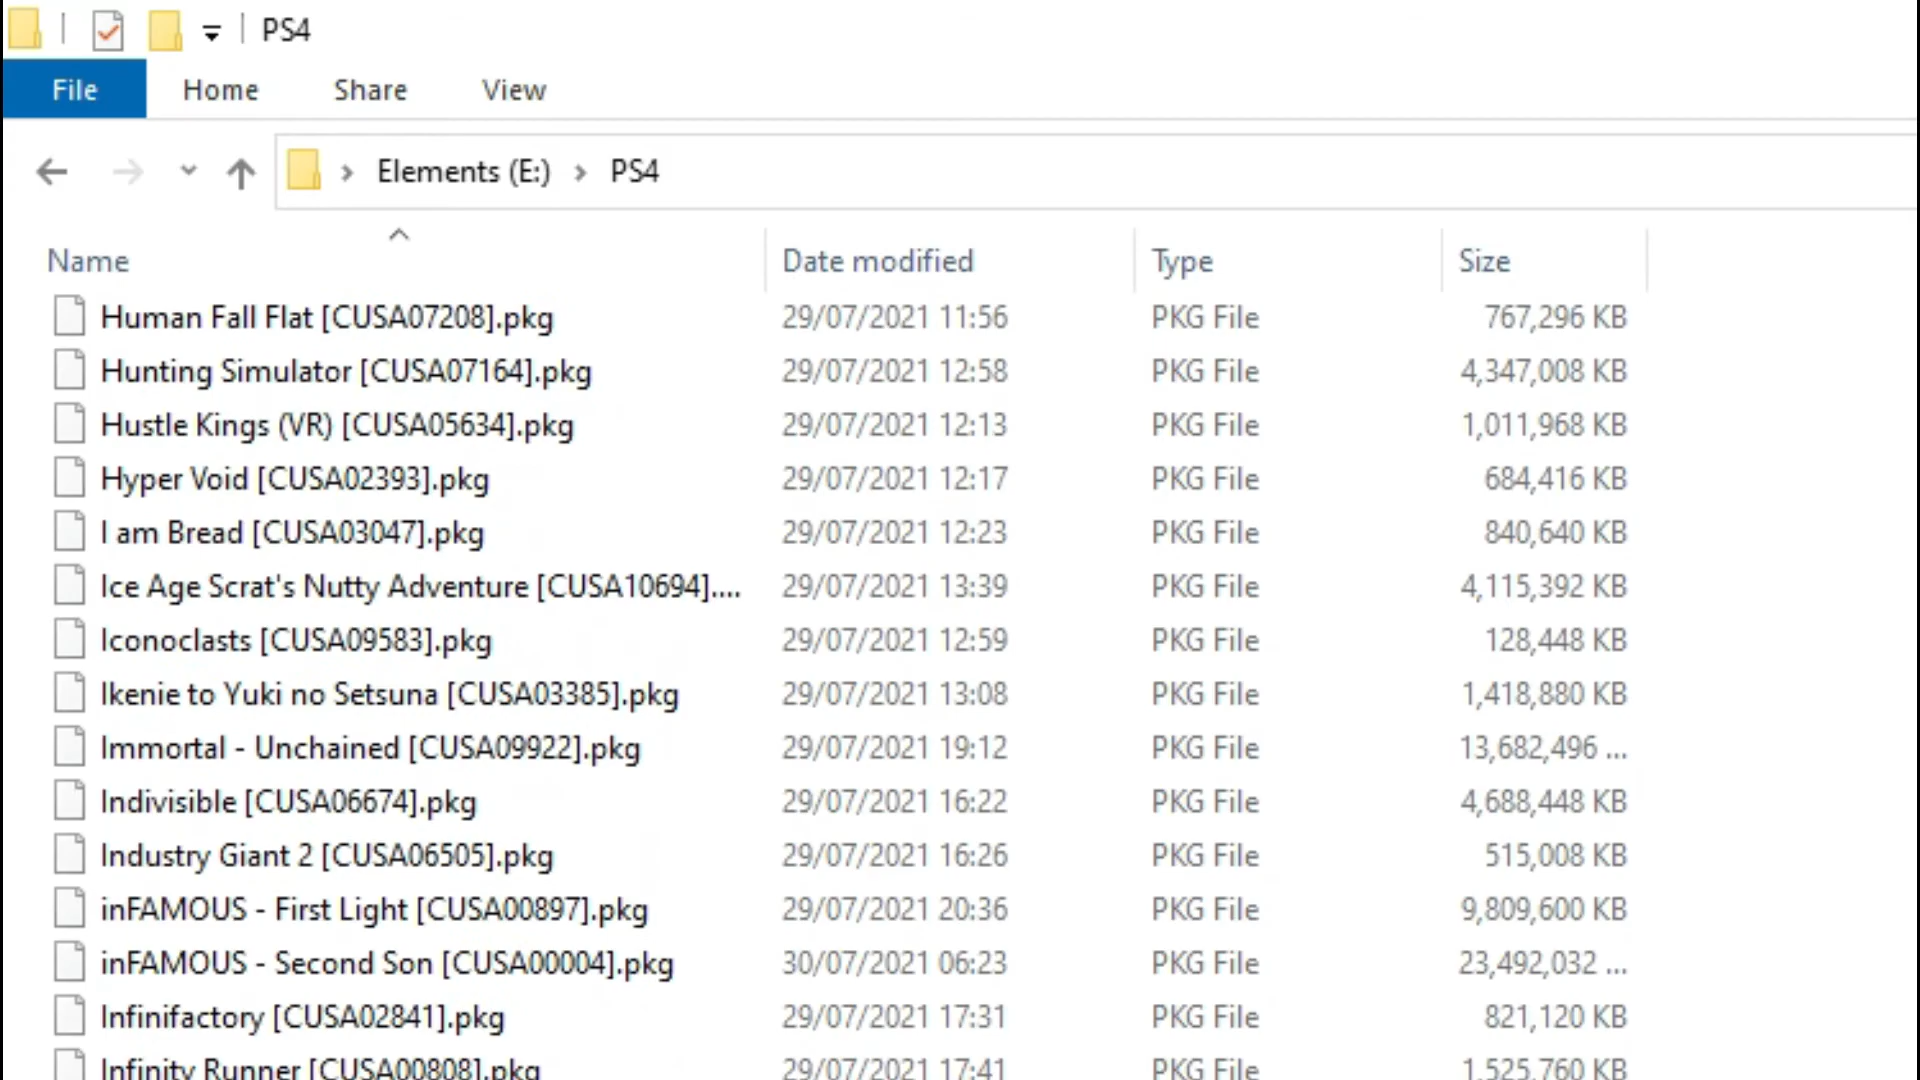 PS4
File Home Share View
Elements (E:) PS4
Name Date modified Type Size
Human Fall Flat [CUSA07208].pkg 29/07/2021 11:56 PKG File 767,296 KB
Hunting Simulator [CUSA07164].pkg 29/07/2021 12:58 PKG File 4,347,008 KB
Hustle Kings (VR) [CUSA05634].pkg 29/07/2021 12:13 PKG File 1,011,968 KB
Hyper Void [CUSA02393].pkg 29/07/2021 12:17 PKG File 684,416 KB
I am Bread [CUSA03047].pkg 29/07/2021 12:23 PKG File 840,640 KB
Ice Age Scrat's Nutty Adventure [CUSA10694].... 29/07/2021 13:39 PKG File 4,115,392 KB
Iconoclasts [CUSA09583].pkg 29/07/2021 12:59 PKG File 128,448 KB
Ikenie to Yuki no Setsuna [CUSA03385].pkg 29/07/2021 13:08 PKG File 1,418,880 KB
Immortal - Unchained [CUSA09922].pkg 29/07/2021 19:12 PKG File 13,682,496 ...
Indivisible [CUSA06674].pkg 29/07/2021 16:22 PKG File 4,688,448 KB
Industry Giant 2 [CUSA06505].pkg 29/07/2021 16:26 PKG File 515,008 KB
inFAMOUS - First Light [CUSA00897].pkg 29/07/2021 20:36 PKG File 9,809,600 KB
inFAMOUS - Second Son [CUSA00004].pkg 30/07/2021 06:23 PKG File 23,492,032 ...
Infinifactory [CUSA02841].pkg 29/07/2021 17:31 PKG File 821,120 KB
Infinity Runner [CUSA00808].pkg 29/07/2021 17:41 PKG File 1,525,760 KB